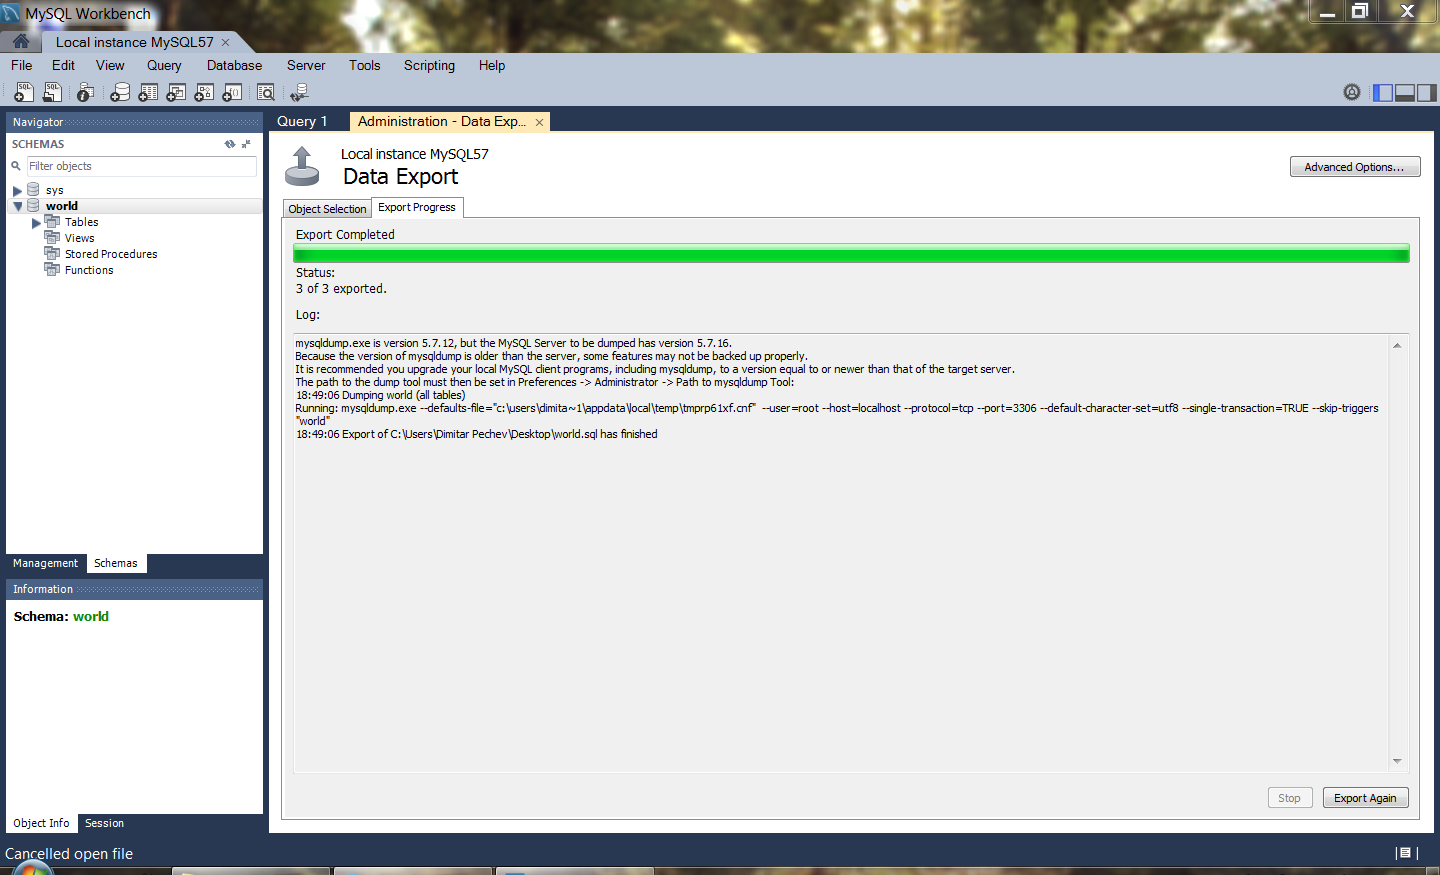 MySQL Workbench
Local instance MySQL57
File Edit View Query Database Server Tools Scripting Help
Navigator
SCHEMAS
Filter objects
sys
world
Tables
Views
Stored Procedures
Functions
Management Schemas
Information
Schema: world
Object Info Session
Query 1 Administration - Data Exp...
Local instance MySQL57
Data Export
Advanced Options...
Object Selection Export Progress
Export Completed
Status:
3 of 3 exported.
Log:
mysqldump.exe is version 5.7.12, but the MySQL Server to be dumped has version 5.7.16.
Because the version of mysqldump is older than the server, some features may not be backed up properly.
It is recommended you upgrade your local MySQL client programs, including mysqldump, to a version equal to or newer than that of the target server.
The path to the dump tool must then be set in Preferences -> Administrator -> Path to mysqldump Tool:
18:49:06 Dumping world (all tables)
Running: mysqldump.exe --defaults-file="c:\users\dimita~1\appdata\local\temp\tmprp61xf.cnf" --user=root --host=localhost --protocol=tcp --port=3306 --default-character-set=utf8 --single-transaction=TRUE --skip-triggers
"world"
18:49:06 Export of C:\Users\Dimitar Pechev\Desktop\world.sql has finished
Stop Export Again
Cancelled open file